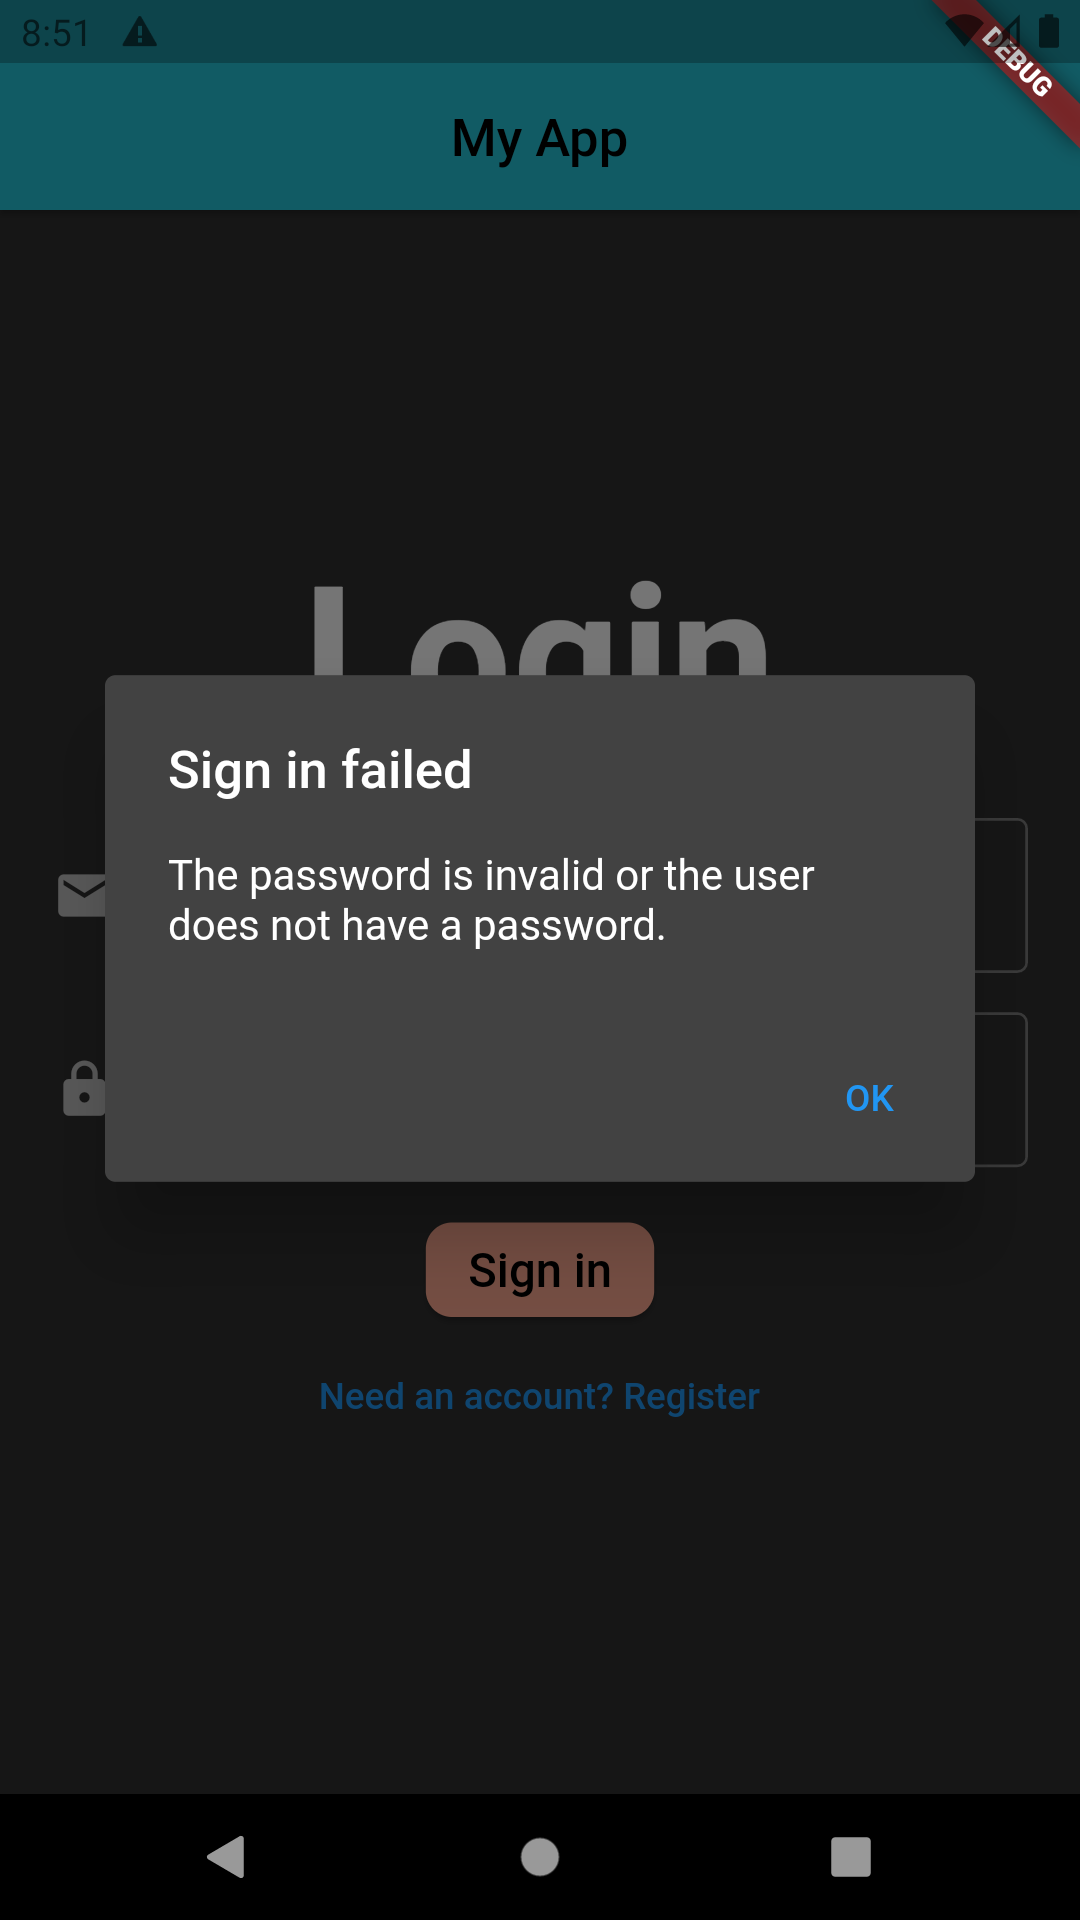 8:51
DEBUG
My App
Login
Sign in failed
The password is invalid or the user
does not have a password.
OK
Sign in
Need an account? Register